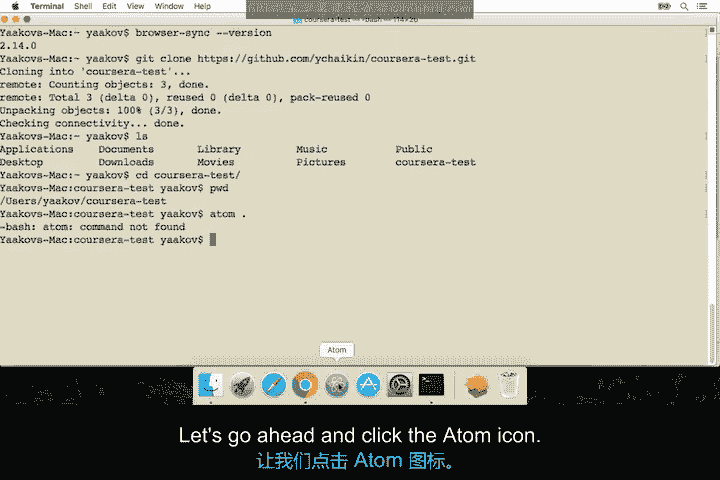 Terminal Shell Edit View Window Help
coursera-test — -bash — 114×26
Yaakovs-Mac:~ yaakov$ browser-sync --version
2.14.0
Yaakovs-Mac:~ yaakov$ git clone https://github.com/ychaikin/coursera-test.git
Cloning into 'coursera-test'...
remote: Counting objects: 3, done.
remote: Total 3 (delta 0), reused 0 (delta 0), pack-reused 0
Unpacking objects: 100% (3/3), done.
Checking connectivity... done.
Yaakovs-Mac:~ yaakov$ ls
Applications Documents Library Music Public
Desktop Downloads Movies Pictures coursera-test
Yaakovs-Mac:~ yaakov$ cd coursera-test/
Yaakovs-Mac:coursera-test yaakov$ pwd
/Users/yaakov/coursera-test
Yaakovs-Mac:coursera-test yaakov$ atom .
-bash: atom: command not found
Yaakovs-Mac:coursera-test yaakov$
Atom
Let's go ahead and click the Atom icon.
让我们点击 Atom 图标。